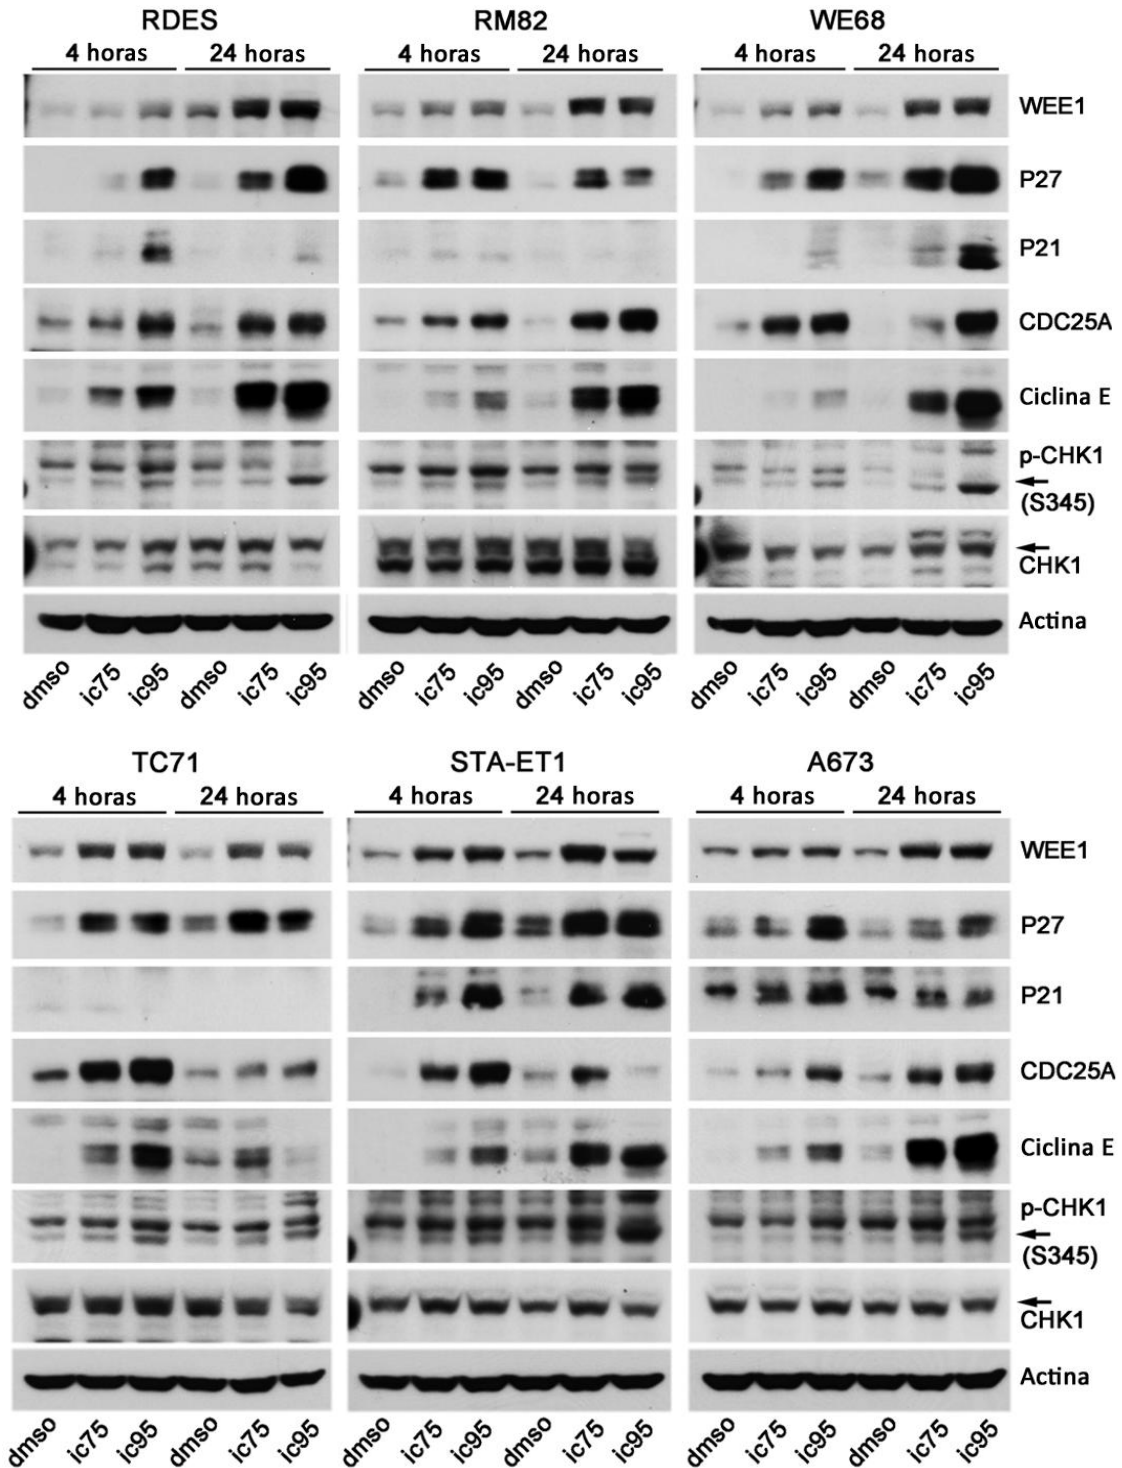 RDES RM82 WE68
4 horas 24 horas 4 horas 24 horas 4 horas 24 horas
WEE1
P27
P21
CDC25A
Ciclina E
p-CHK1
(S345)
CHK1
Actina
dmso ic75 ic95 dmso ic75 ic95 dmso ic75 ic95 dmso ic75 ic95 dmso ic75 ic95 dmso ic75 ic95
TC71 STA-ET1 A673
4 horas 24 horas 4 horas 24 horas 4 horas 24 horas
WEE1
P27
P21
CDC25A
Ciclina E
p-CHK1
(S345)
CHK1
Actina
dmso ic75 ic95 dmso ic75 ic95 dmso ic75 ic95 dmso ic75 ic95 dmso ic75 ic95 dmso ic75 ic95